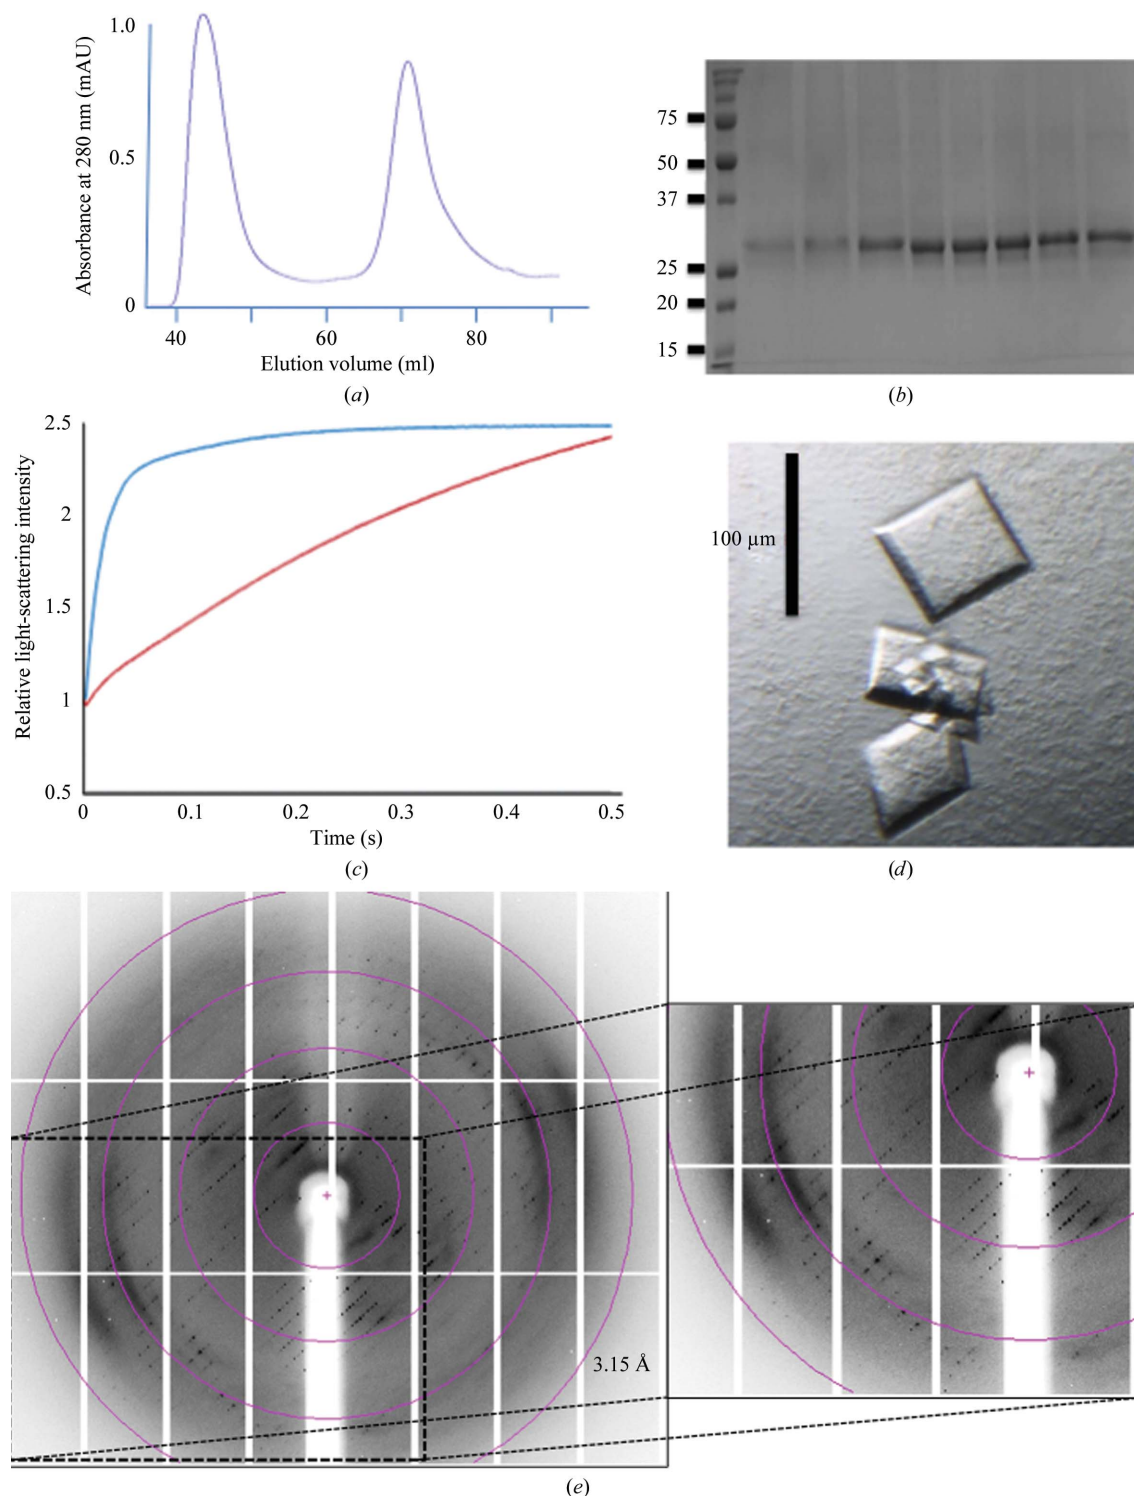 1.0
0.5
0
Absorbance at 280 nm (mAU)
40
60
80
Elution volume (ml)
(a)
75
50
37
25
20
15
(b)
2.5
2
1.5
1
0.5
Relative light-scattering intensity
0
0.1
0.2
0.3
0.4
0.5
Time (s)
(c)
100 µm
(d)
3.15 Å
(e)